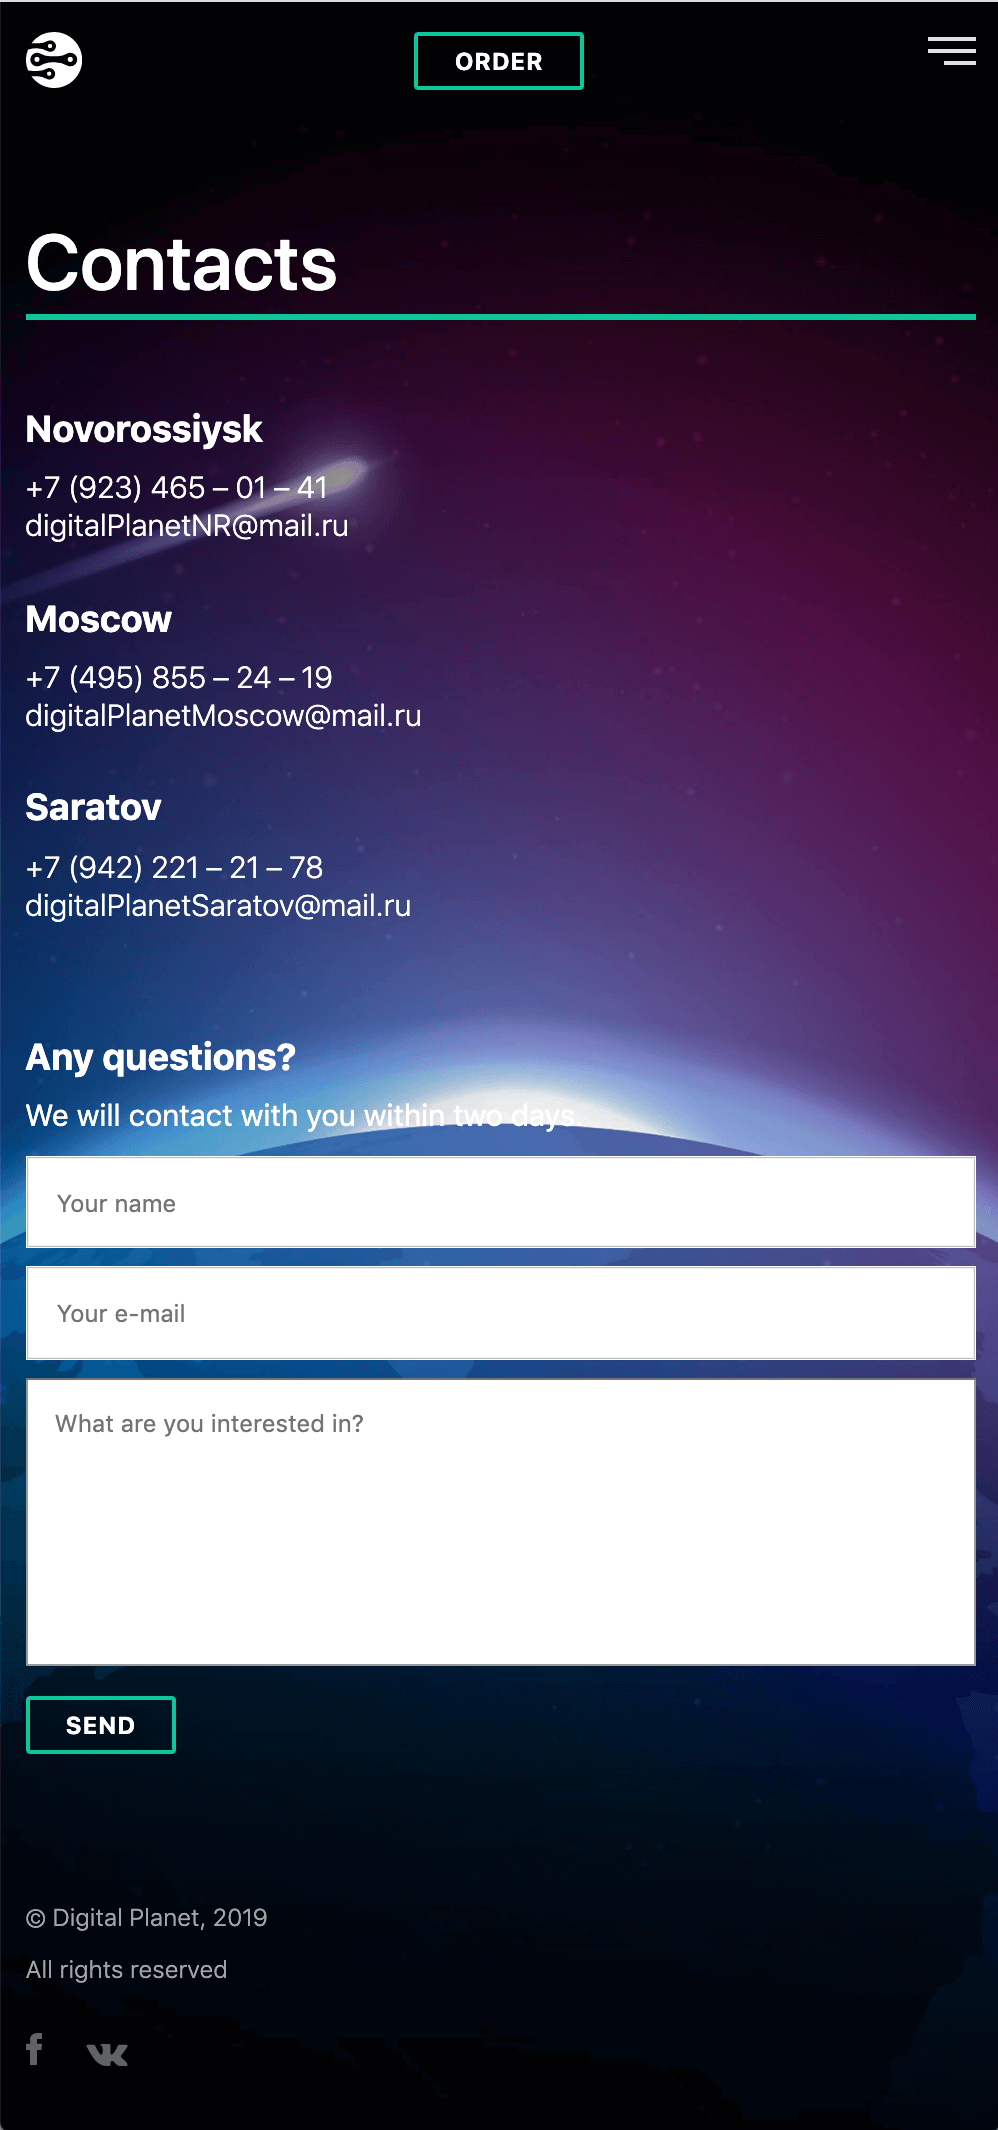 ORDER
Contacts
Novorossiysk
+7 (923) 465 – 01 – 41
digitalPlanetNR@mail.ru
Moscow
+7 (495) 855 – 24 – 19
digitalPlanetMoscow@mail.ru
Saratov
+7 (942) 221 – 21 – 78
digitalPlanetSaratov@mail.ru
Any questions?
We will contact with you within two days.
Your name
Your e-mail
What are you interested in?
SEND
© Digital Planet, 2019
All rights reserved